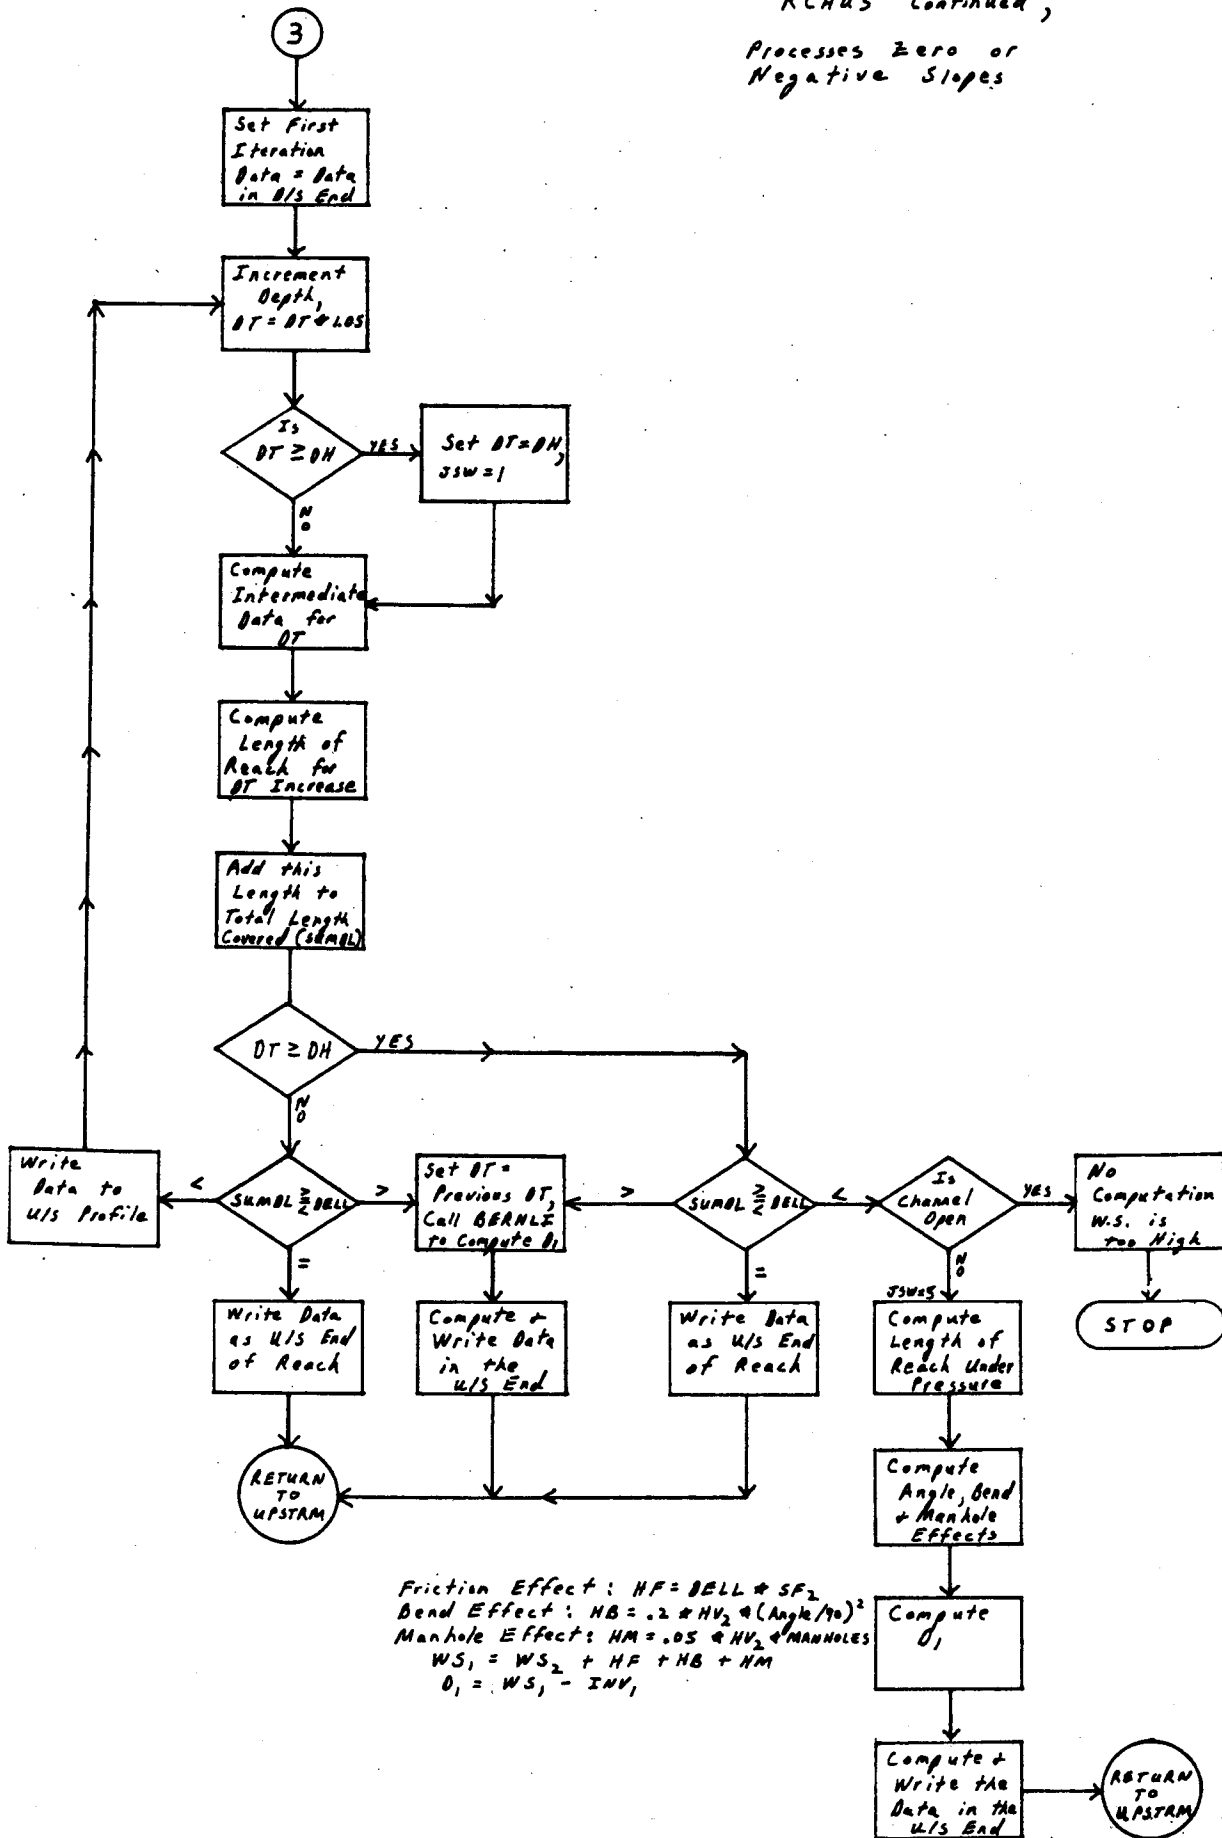 RCHUS Continued,
Processes Zero or
Negative Slopes
3
Set First
Iteration
Data = Data
in D/S End
Increment
Depth,
DT = DT * 1.05
Is
DT ≥ DH
YES
Set DT=DH,
JSW=1
NO
Compute
Intermediate
Data for
DT
Compute
Length of
Reach for
DT Increase
Add this
Length to
Total Length
Covered (SUMDL)
DT ≥ DH
YES
NO
Write
Data to
U/S Profile
<
SUMDL ⪌ DELL
>
Set DT =
Previous DT,
Call BERNLI
to Compute D₁
>
SUMDL ⪌ DELL
<
Is
Channel
Open
YES
No
Computation
W.S. is
too High
=
=
NO
JSW=5
Write Data
as U/S End
of Reach
Compute +
Write Data
in the
U/S End
Write Data
as U/S End
of Reach
Compute
Length of
Reach Under
Pressure
STOP
RETURN
TO
UPSTRM
Compute
Angle, Bend
+ Manhole
Effects
Friction Effect : HF = DELL * SF₂
Bend Effect : HB = .2 * HV₂ * (Angle/90)²
Manhole Effect: HM = .05 * HV₂ * MANHOLES
WS₁ = WS₂ + HF + HB + HM
D₁ = WS₁ - INV₁
Compute
D₁
Compute +
Write the
Data in the
U/S End
RETURN
TO
UPSTRM